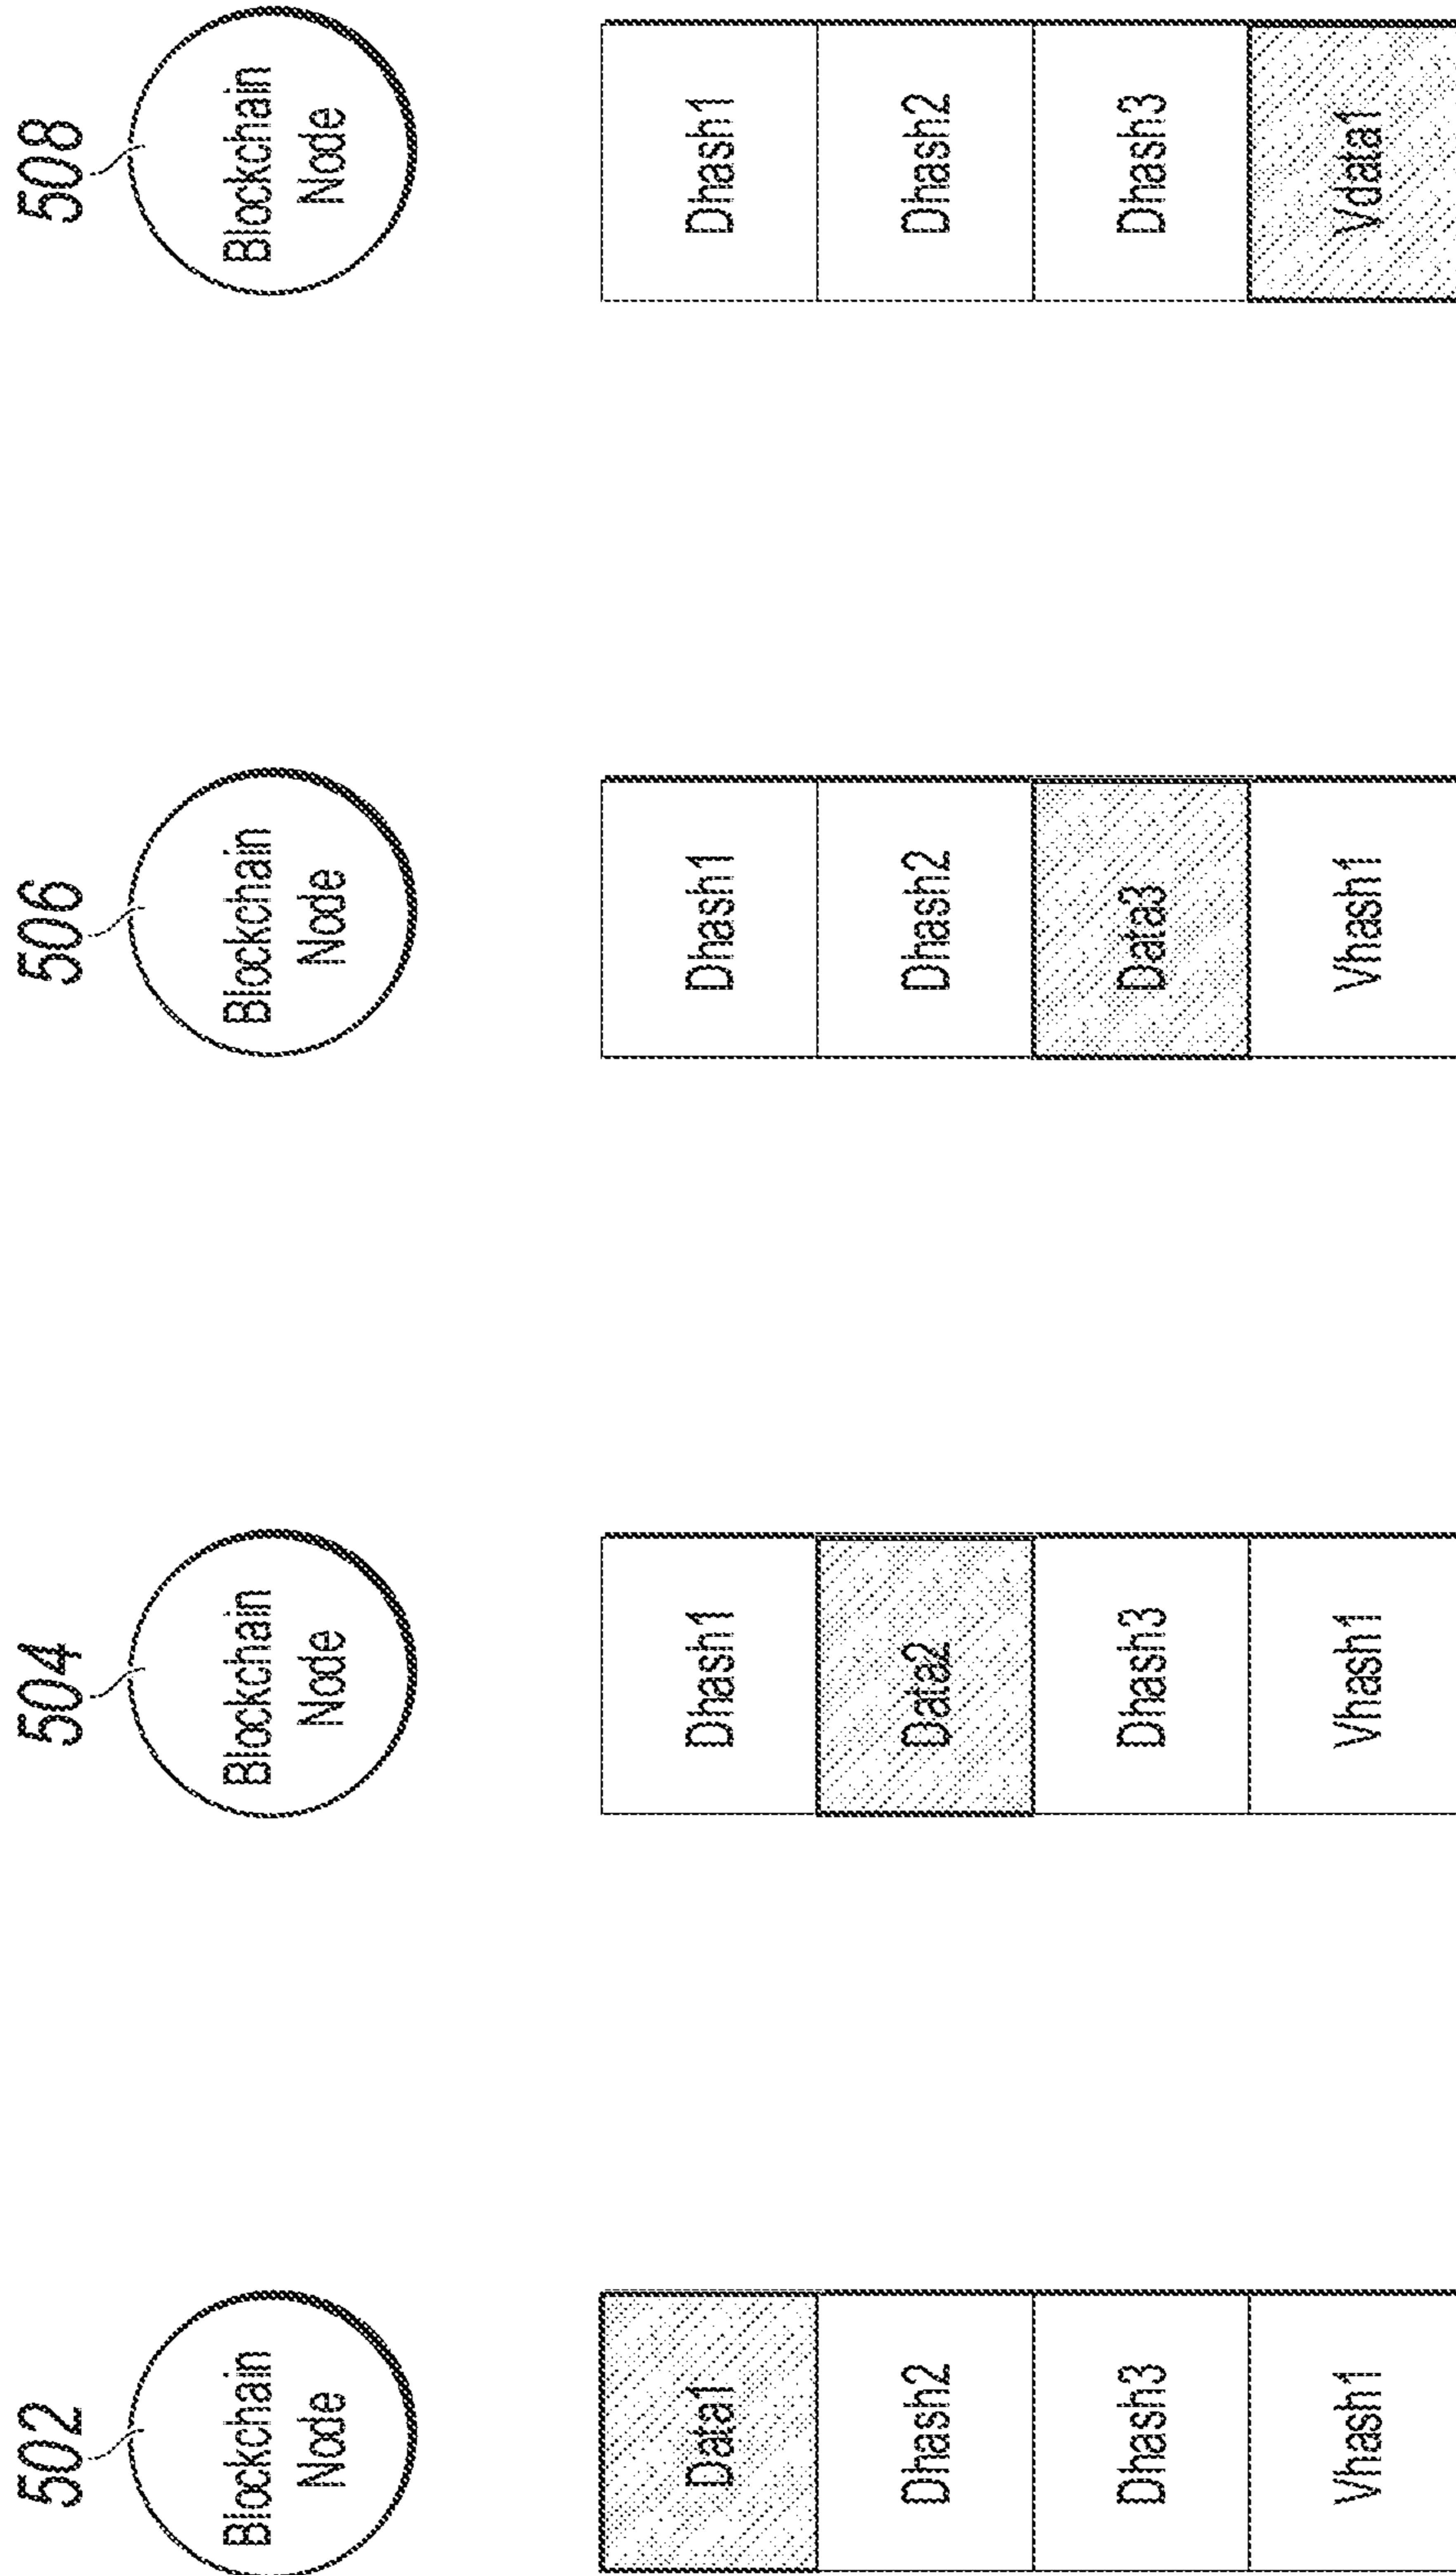 502
504
506
508
Blockchain
Node
Blockchain
Node
Blockchain
Node
Blockchain
Node
Data1
Dhash1
Dhash1
Dhash1
Dhash2
Data2
Dhash2
Dhash2
Dhash3
Dhash3
Data3
Dhash3
Vhash1
Vhash1
Vhash1
Vdata1